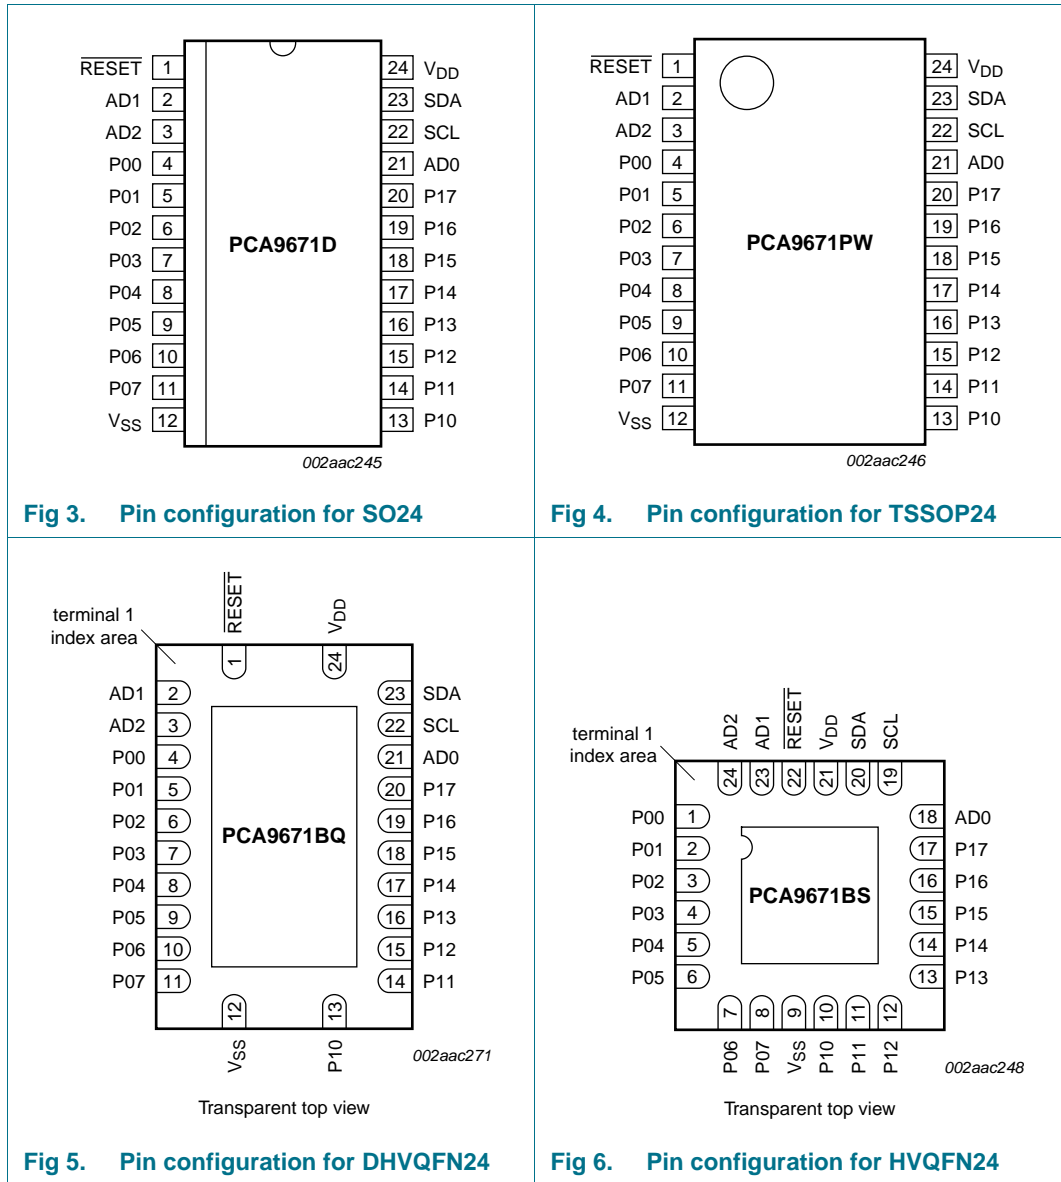 RESET 1 24 VDD
AD1 2 23 SDA
AD2 3 22 SCL
P00 4 21 AD0
P01 5 20 P17
P02 6 19 P16
P03 7 18 P15
P04 8 17 P14
P05 9 16 P13
P06 10 15 P12
P07 11 14 P11
VSS 12 13 P10
PCA9671D
002aac245
Fig 3. Pin configuration for SO24
RESET 1 24 VDD
AD1 2 23 SDA
AD2 3 22 SCL
P00 4 21 AD0
P01 5 20 P17
P02 6 19 P16
P03 7 18 P15
P04 8 17 P14
P05 9 16 P13
P06 10 15 P12
P07 11 14 P11
VSS 12 13 P10
PCA9671PW
002aac246
Fig 4. Pin configuration for TSSOP24
terminal 1
index area
RESET VDD
1 24
AD1 2 23 SDA
AD2 3 22 SCL
P00 4 21 AD0
P01 5 20 P17
P02 6 19 P16
P03 7 18 P15
P04 8 17 P14
P05 9 16 P13
P06 10 15 P12
P07 11 14 P11
PCA9671BQ
12 13
VSS P10
002aac271
Transparent top view
Fig 5. Pin configuration for DHVQFN24
terminal 1
index area
AD2 AD1 RESET VDD SDA SCL
24 23 22 21 20 19
P00 1 18 AD0
P01 2 17 P17
P02 3 16 P16
P03 4 15 P15
P04 5 14 P14
P05 6 13 P13
PCA9671BS
7 8 9 10 11 12
P06 P07 VSS P10 P11 P12
002aac248
Transparent top view
Fig 6. Pin configuration for HVQFN24